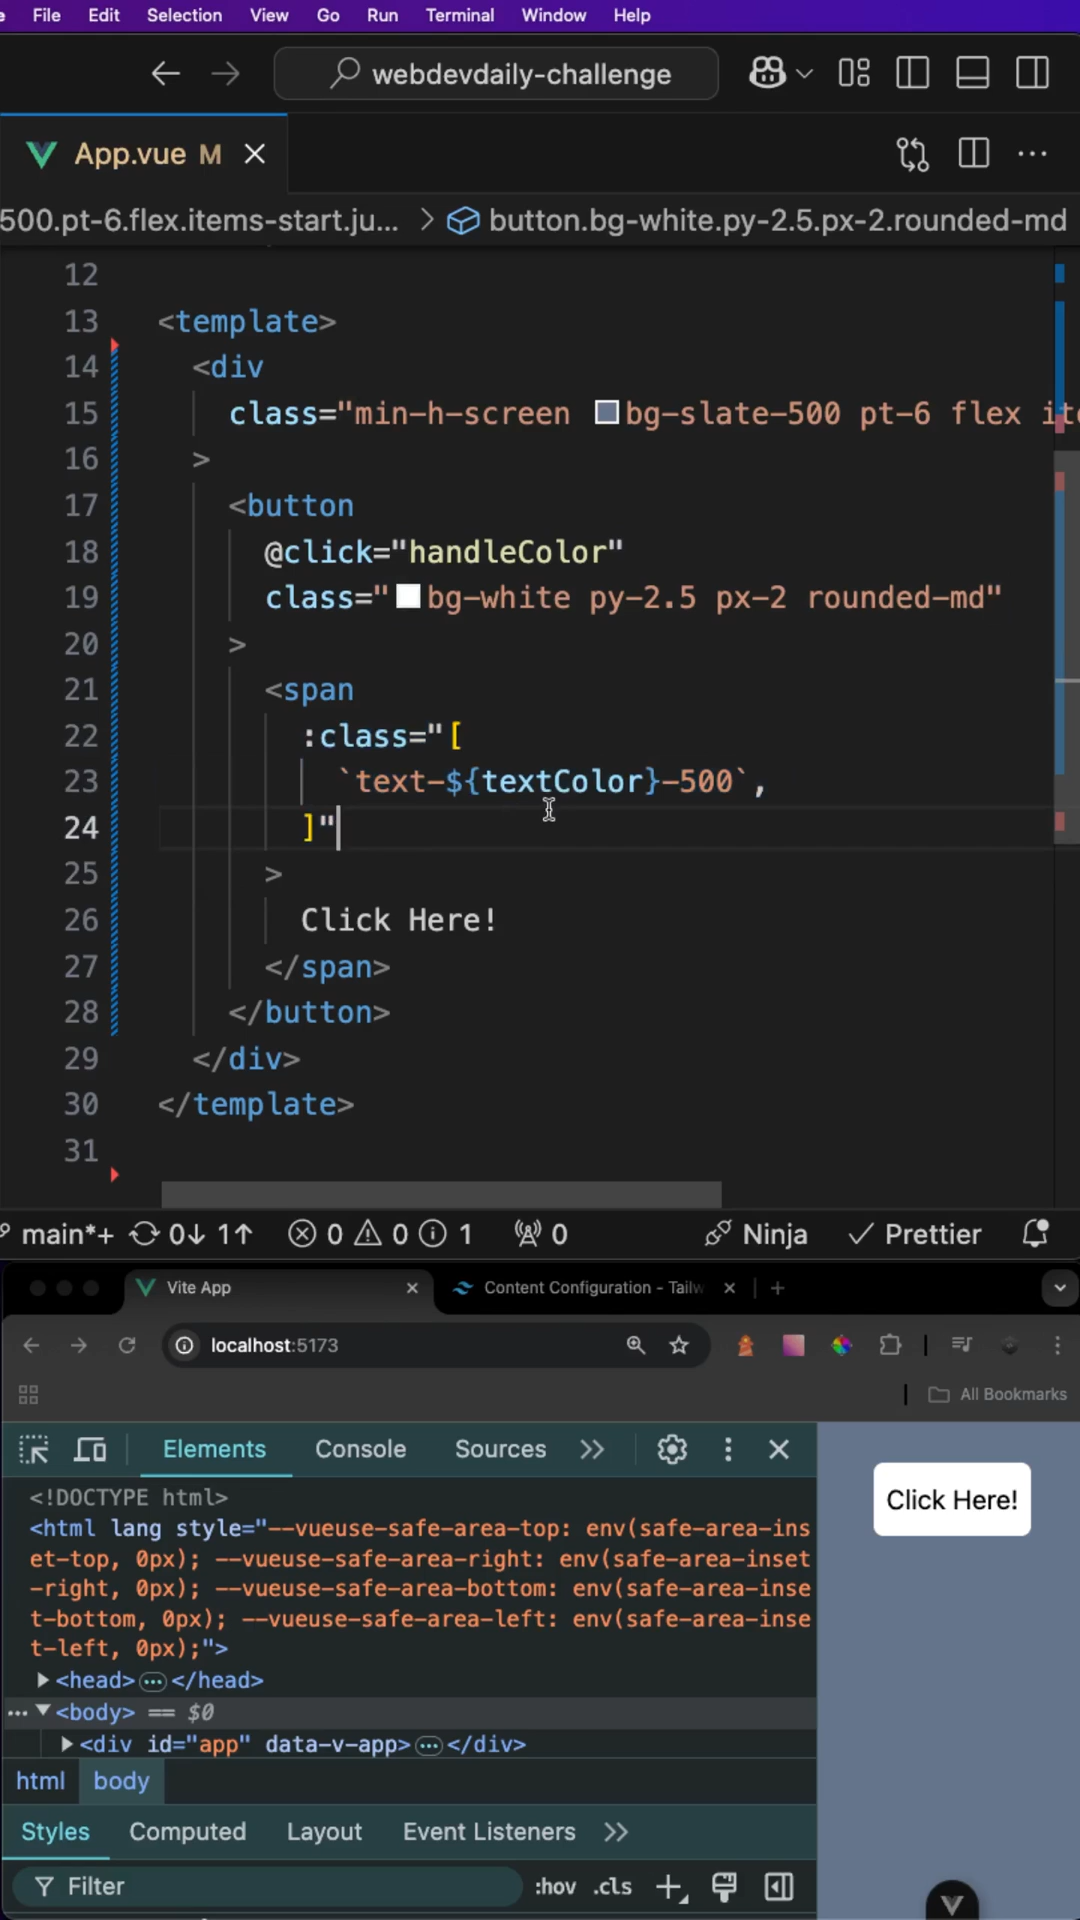 File Edit Selection View Go Run Terminal Window Help
webdevdaily-challenge
App.vue M
500.pt-6.flex.items-start.ju... > button.bg-white.py-2.5.px-2.rounded-md
12
13 <template>
14 <div
15 class="min-h-screen bg-slate-500 pt-6 flex
16 >
17 <button
18 @click="handleColor"
19 class="bg-white py-2.5 px-2 rounded-md"
20 >
21 <span
22 :class="[
23 `text-${textColor}-500`,
24 ]"
25 >
26 Click Here!
27 </span>
28 </button>
29 </div>
30 </template>
31
main*+ 0↓ 1↑ 0 0 1 0 Ninja Prettier
Vite App Content Configuration - Tailw
localhost:5173
All Bookmarks
Elements Console Sources
Click Here!
<!DOCTYPE html>
<html lang style="--vueuse-safe-area-top: env(safe-area-ins
et-top, 0px); --vueuse-safe-area-right: env(safe-area-inset
-right, 0px); --vueuse-safe-area-bottom: env(safe-area-inse
t-bottom, 0px); --vueuse-safe-area-left: env(safe-area-inse
t-left, 0px);">
<head> ... </head>
... <body> == $0
<div id="app" data-v-app> ... </div>
html body
Styles Computed Layout Event Listeners
Filter :hov .cls